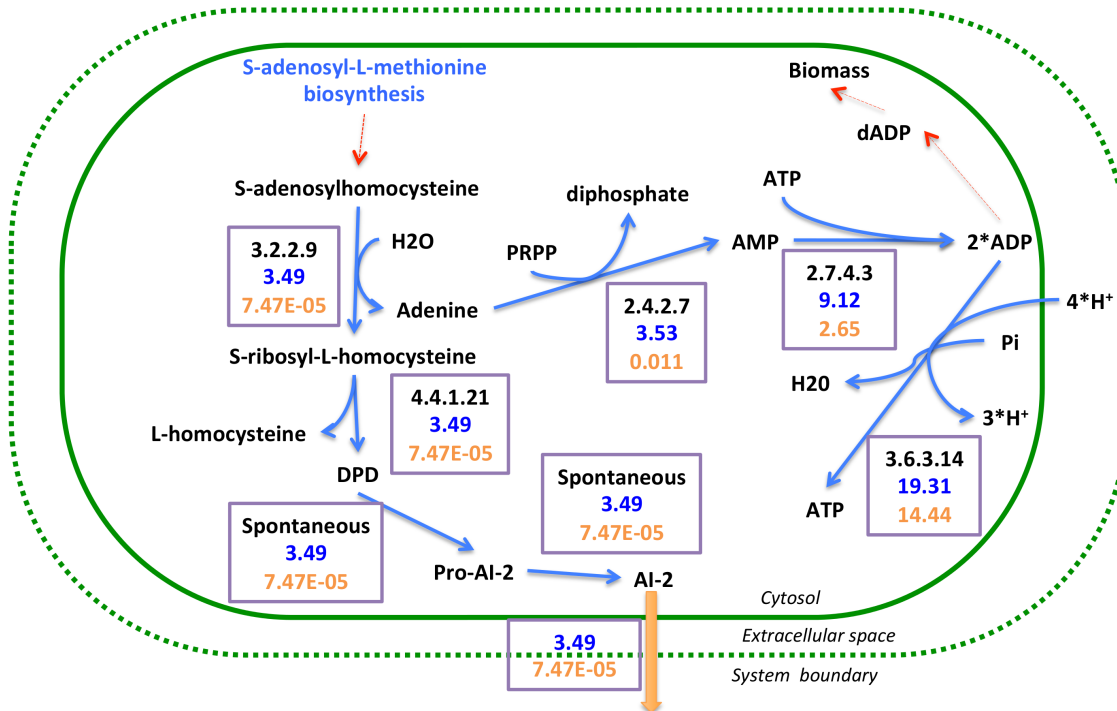 S-adenosyl-L-methionine
biosynthesis
Biomass
dADP
S-adenosylhomocysteine
diphosphate
ATP
3.2.2.9
3.49
7.47E-05
H2O
PRPP
AMP
2*ADP
Adenine
2.4.2.7
3.53
0.011
2.7.4.3
9.12
2.65
4*H+
Pi
S-ribosyl-L-homocysteine
H20
4.4.1.21
3.49
7.47E-05
3*H+
L-homocysteine
DPD
Spontaneous
3.49
7.47E-05
3.6.3.14
19.31
14.44
ATP
Spontaneous
3.49
7.47E-05
Pro-AI-2
AI-2
Cytosol
3.49
7.47E-05
Extracellular space
System boundary